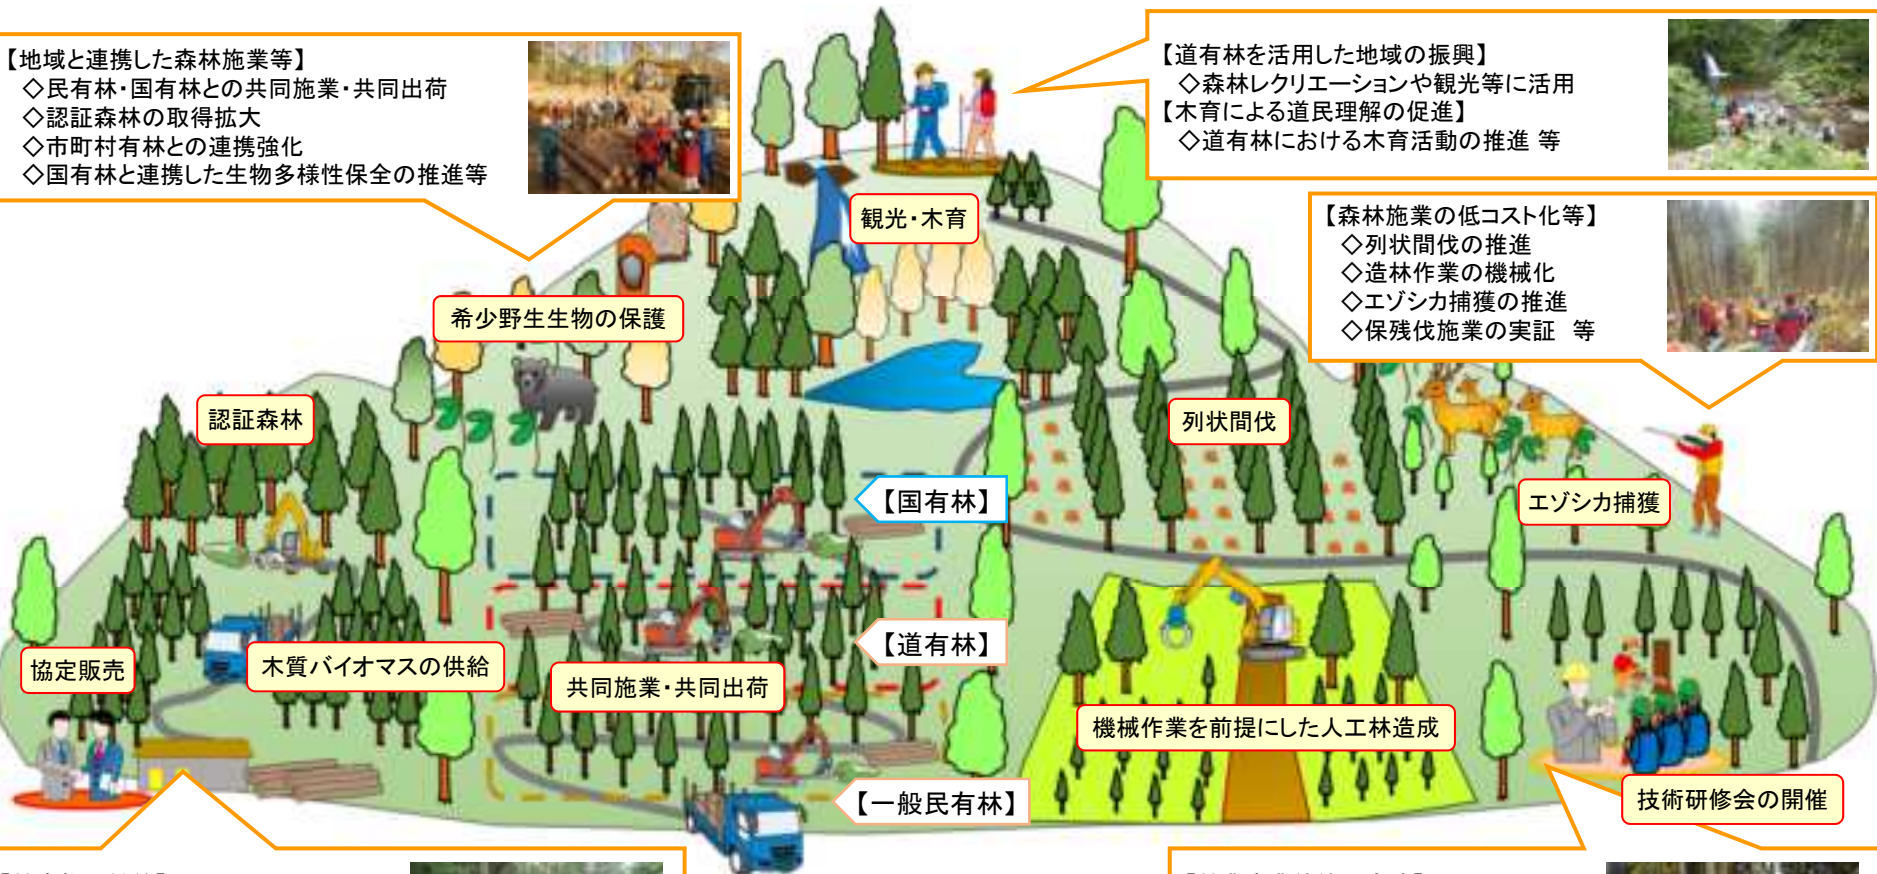 【地域と連携した森林施業等】
◇民有林・国有林との共同施業・共同出荷
◇認証森林の取得拡大
◇市町村有林との連携強化
◇国有林と連携した生物多様性保全の推進等
【道有林を活用した地域の振興】
◇森林レクリエーションや観光等に活用
【木育による道民理解の促進】
◇道有林における木育活動の推進 等
【森林施業の低コスト化等】
◇列状間伐の推進
◇造林作業の機械化
◇エゾシカ捕獲の推進
◇保残伐施業の実証 等
観光・木育
希少野生生物の保護
認証森林
列状間伐
【国有林】
エゾシカ捕獲
【道有林】
協定販売
木質バイオマスの供給
共同施業・共同出荷
機械作業を前提にした人工林造成
【一般民有林】
技術研修会の開催